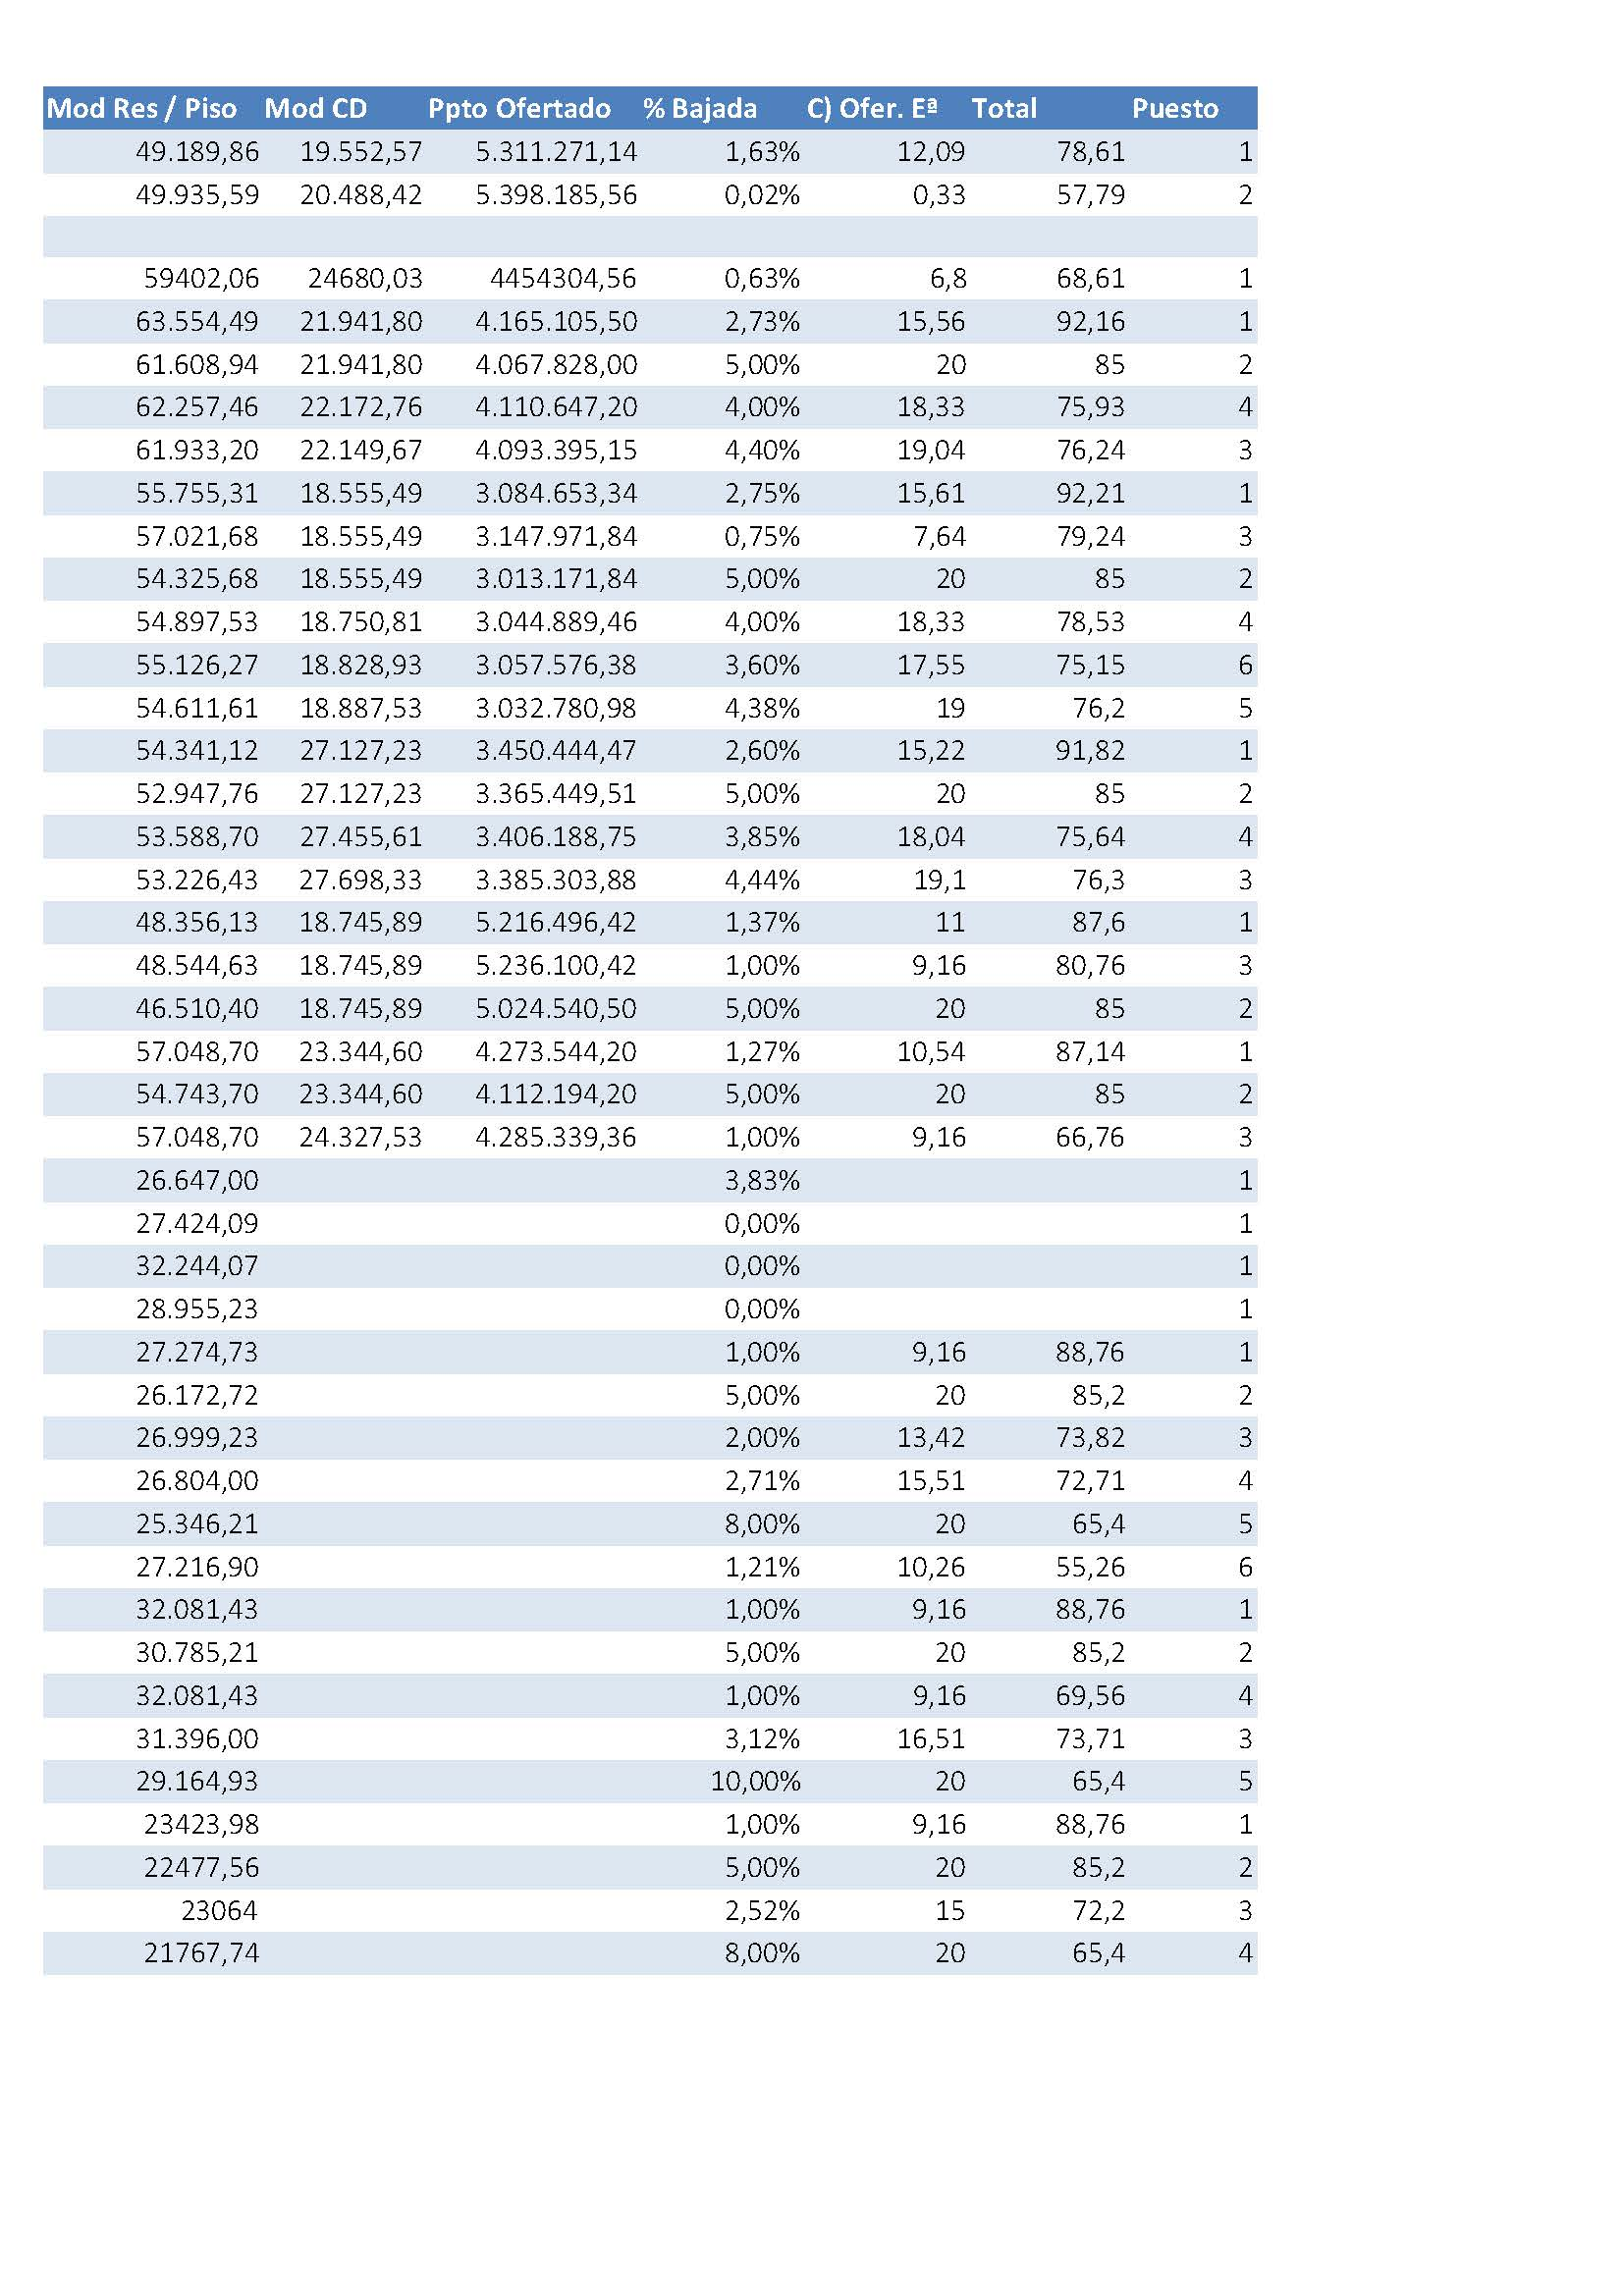 Mod Res / Piso Mod CD Ppto Ofertado % Bajada C) Ofer. Eª Total Puesto
49.189,86 19.552,57 5.311.271,14 1,63% 12,09 78,61 1
49.935,59 20.488,42 5.398.185,56 0,02% 0,33 57,79 2
59402,06 24680,03 4454304,56 0,63% 6,8 68,61 1
63.554,49 21.941,80 4.165.105,50 2,73% 15,56 92,16 1
61.608,94 21.941,80 4.067.828,00 5,00% 20 85 2
62.257,46 22.172,76 4.110.647,20 4,00% 18,33 75,93 4
61.933,20 22.149,67 4.093.395,15 4,40% 19,04 76,24 3
55.755,31 18.555,49 3.084.653,34 2,75% 15,61 92,21 1
57.021,68 18.555,49 3.147.971,84 0,75% 7,64 79,24 3
54.325,68 18.555,49 3.013.171,84 5,00% 20 85 2
54.897,53 18.750,81 3.044.889,46 4,00% 18,33 78,53 4
55.126,27 18.828,93 3.057.576,38 3,60% 17,55 75,15 6
54.611,61 18.887,53 3.032.780,98 4,38% 19 76,2 5
54.341,12 27.127,23 3.450.444,47 2,60% 15,22 91,82 1
52.947,76 27.127,23 3.365.449,51 5,00% 20 85 2
53.588,70 27.455,61 3.406.188,75 3,85% 18,04 75,64 4
53.226,43 27.698,33 3.385.303,88 4,44% 19,1 76,3 3
48.356,13 18.745,89 5.216.496,42 1,37% 11 87,6 1
48.544,63 18.745,89 5.236.100,42 1,00% 9,16 80,76 3
46.510,40 18.745,89 5.024.540,50 5,00% 20 85 2
57.048,70 23.344,60 4.273.544,20 1,27% 10,54 87,14 1
54.743,70 23.344,60 4.112.194,20 5,00% 20 85 2
57.048,70 24.327,53 4.285.339,36 1,00% 9,16 66,76 3
26.647,00 3,83% 1
27.424,09 0,00% 1
32.244,07 0,00% 1
28.955,23 0,00% 1
27.274,73 1,00% 9,16 88,76 1
26.172,72 5,00% 20 85,2 2
26.999,23 2,00% 13,42 73,82 3
26.804,00 2,71% 15,51 72,71 4
25.346,21 8,00% 20 65,4 5
27.216,90 1,21% 10,26 55,26 6
32.081,43 1,00% 9,16 88,76 1
30.785,21 5,00% 20 85,2 2
32.081,43 1,00% 9,16 69,56 4
31.396,00 3,12% 16,51 73,71 3
29.164,93 10,00% 20 65,4 5
23423,98 1,00% 9,16 88,76 1
22477,56 5,00% 20 85,2 2
23064 2,52% 15 72,2 3
21767,74 8,00% 20 65,4 4